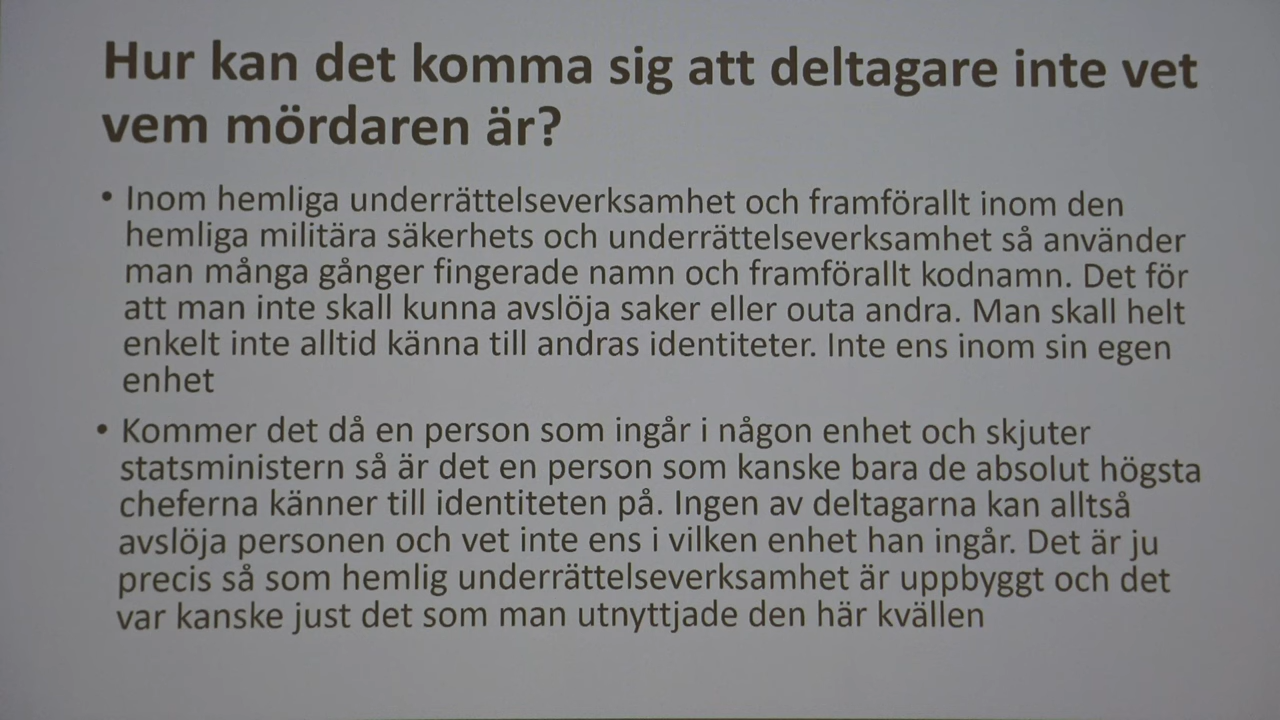 Hur kan det komma sig att deltagare inte vet
vem mördaren är?
• Inom hemliga underrättelseverksamhet och framförallt inom den
hemliga militära säkerhets och underrättelseverksamhet så använder
man många gånger fingerade namn och framförallt kodnamn. Det för
att man inte skall kunna avslöja saker eller outa andra. Man skall helt
enkelt inte alltid känna till andras identiteter. Inte ens inom sin egen
enhet
• Kommer det då en person som ingår i någon enhet och skjuter
statsministern så är det en person som kanske bara de absolut högsta
cheferna känner till identiteten på. Ingen av deltagarna kan alltså
avslöja personen och vet inte ens i vilken enhet han ingår. Det är ju
precis så som hemlig underrättelseverksamhet är uppbyggt och det
var kanske just det som man utnyttjade den här kvällen